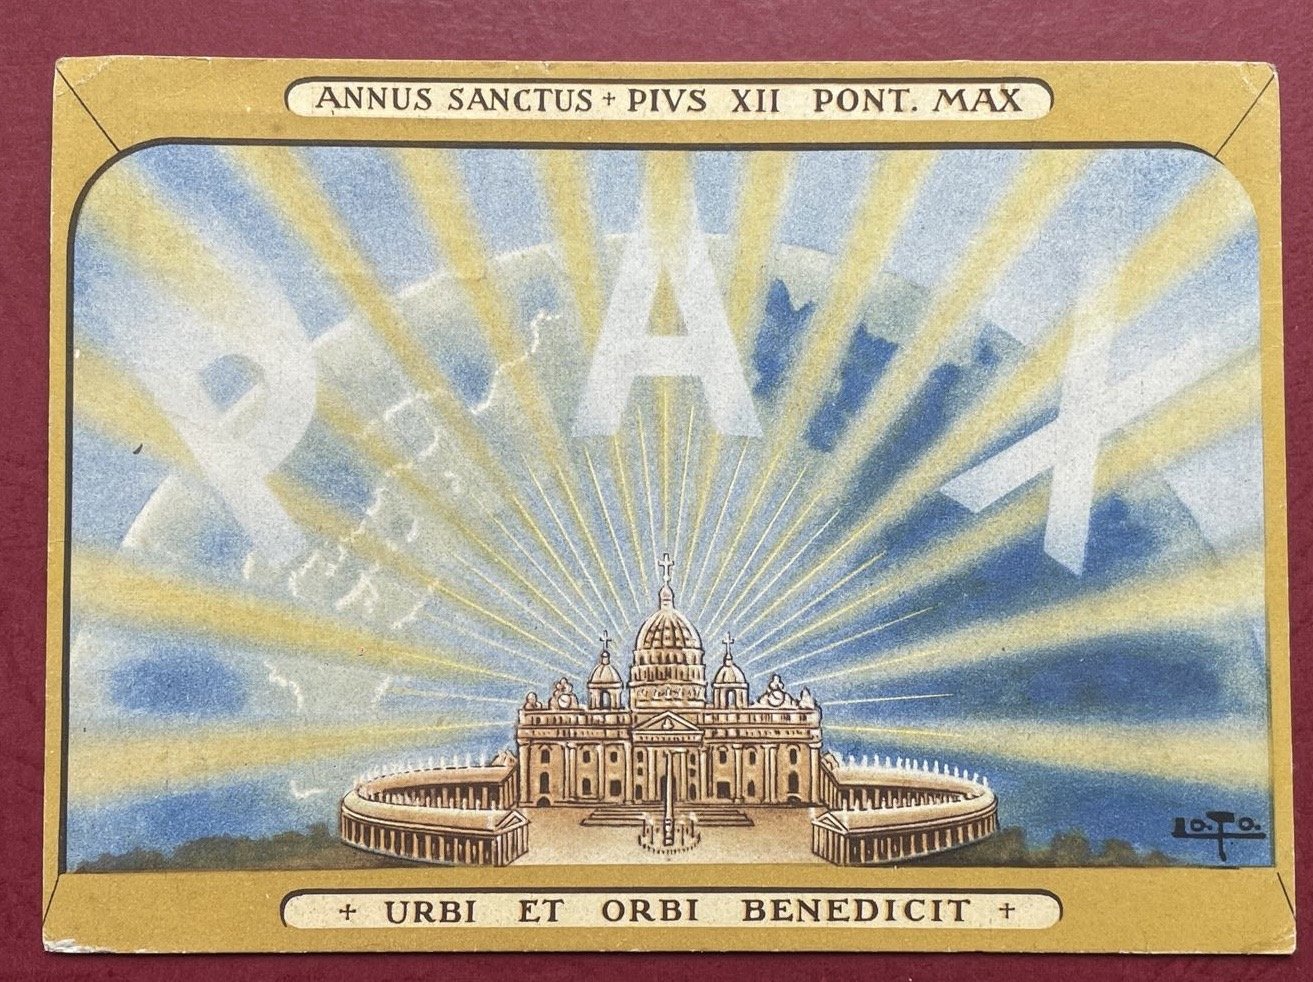 ANNUS SANCTUS + PIVS XII PONT. MAX
PAX
+ URBI ET ORBI BENEDICIT +